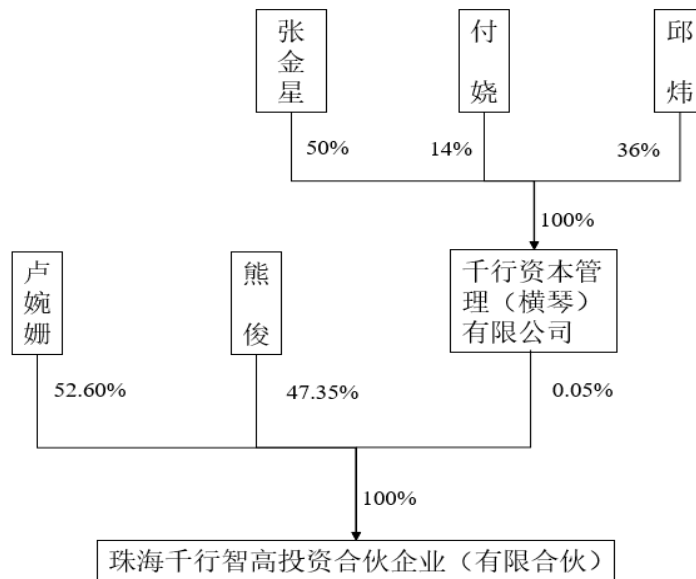 张金星
付娆
邱炜
50%
14%
36%
100%
卢婉姗
熊俊
千行资本管
理（横琴）
有限公司
52.60%
47.35%
0.05%
100%
珠海千行智高投资合伙企业（有限合伙）